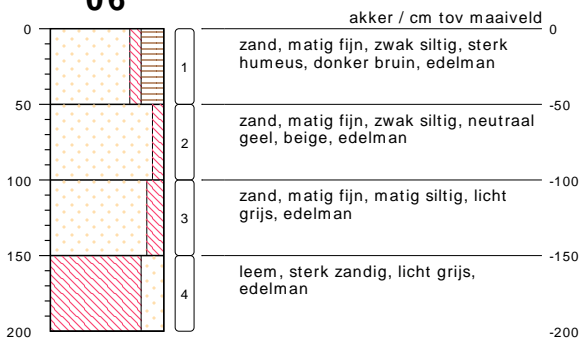 06
akker / cm tov maaiveld
0
0
zand, matig fijn, zwak siltig, sterk
humeus, donker bruin, edelman
1
50
-50
zand, matig fijn, zwak siltig, neutraal
geel, beige, edelman
2
100
-100
zand, matig fijn, matig siltig, licht
grijs, edelman
3
150
-150
leem, sterk zandig, licht grijs,
edelman
4
200
-200